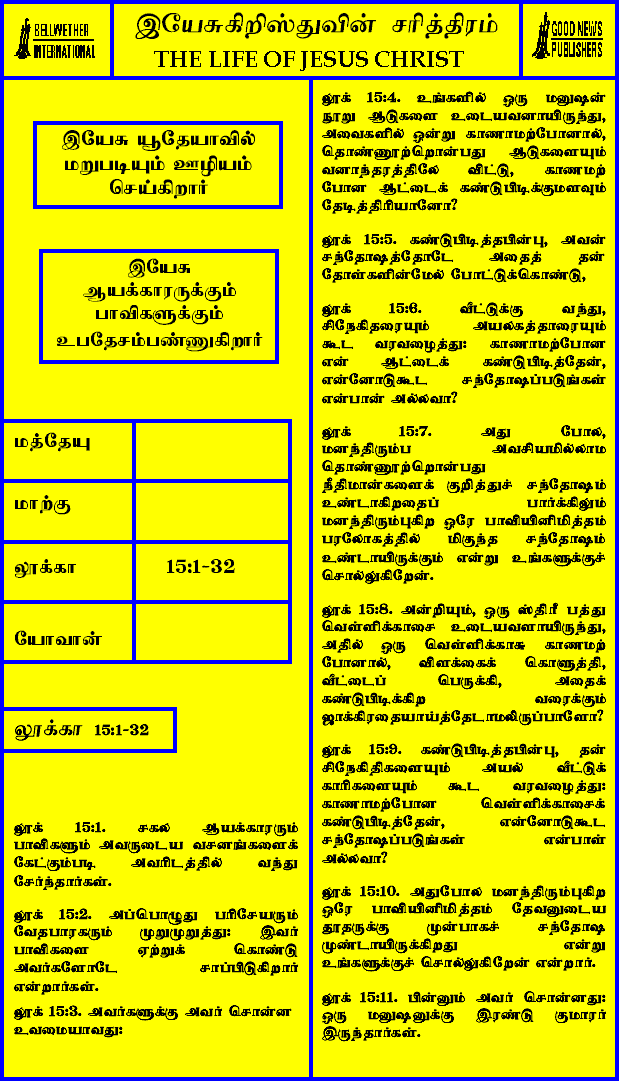 BELLWETHER
INTERNATIONAL
இயேசுகிறிஸ்துவின் சரித்திரம்
THE LIFE OF JESUS CHRIST
GOOD NEWS
PUBLISHERS
இயேசு யூதேயாவில்
மறுபடியும் ஊழியம்
செய்கிறார்
இயேசு
ஆயக்காரருக்கும்
பாவிகளுக்கும்
உபதேசம்பண்ணுகிறார்
மத்தேயு
மாற்கு
லூக்கா 15:1-32
யோவான்
லூக்கா 15:1-32
லூக் 15:1. சகல ஆயக்காரரும்
பாவிகளும் அவருடைய வசனங்களைக்
கேட்கும்படி அவரிடத்தில் வந்து
சேர்ந்தார்கள்.
லூக் 15:2. அப்பொழுது பரிசேயரும்
வேதபாரகரும் முறுமுறுத்து: இவர்
பாவிகளை ஏற்றுக் கொண்டு
அவர்களோடே சாப்பிடுகிறார்
என்றார்கள்.
லூக் 15:3. அவர்களுக்கு அவர் சொன்ன
உவமையாவது:
லூக் 15:4. உங்களில் ஒரு மனுஷன்
நூறு ஆடுகளை உடையவனாயிருந்து,
அவைகளில் ஒன்று காணாமற்போனால்,
தொண்ணூற்றொன்பது ஆடுகளையும்
வனாந்தரத்திலே விட்டு, காணமற்
போன ஆட்டைக் கண்டுபிடிக்குமளவும்
தேடித்திரியானோ?
லூக் 15:5. கண்டுபிடித்தபின்பு, அவன்
சந்தோஷத்தோடே அதைத் தன்
தோள்களின்மேல் போட்டுக்கொண்டு,
லூக் 15:6. வீட்டுக்கு வந்து,
சிநேகிதரையும் அயலகத்தாரையும்
கூட வரவழைத்து: காணாமற்போன
என் ஆட்டைக் கண்டுபிடித்தேன்,
என்னோடுகூட சந்தோஷப்படுங்கள்
என்பான் அல்லவா?
லூக் 15:7. அது போல,
மனந்திரும்ப அவசியமில்லாம
தொண்ணூற்றொன்பது
நீதிமான்களைக் குறித்துச் சந்தோஷம்
உண்டாகிறதைப் பார்க்கிலும்
மனந்திரும்புகிற ஒரே பாவியினிமித்தம்
பரலோகத்தில் மிகுந்த சந்தோஷம்
உண்டாயிருக்கும் என்று உங்களுக்குச்
சொல்லுகிறேன்.
லூக் 15:8. அன்றியும், ஒரு ஸ்திரீ பத்து
வெள்ளிக்காசை உடையவளாயிருந்து,
அதில் ஒரு வெள்ளிக்காசு காணமற்
போனால், விளக்கைக் கொளுத்தி,
வீட்டைப் பெருக்கி, அதைக்
கண்டுபிடிக்கிற வரைக்கும்
ஜாக்கிரதையாய்த்தேடாமலிருப்பாளோ?
லூக் 15:9. கண்டுபிடித்தபின்பு, தன்
சிநேகிதிகளையும் அயல் வீட்டுக்
காரிகளையும் கூட வரவழைத்து:
காணாமற்போன வெள்ளிக்காசைக்
கண்டுபிடித்தேன், என்னோடுகூட
சந்தோஷப்படுங்கள் என்பாள்
அல்லவா?
லூக் 15:10. அதுபோல மனந்திரும்புகிற
ஒரே பாவியினிமித்தம் தேவனுடைய
தூதருக்கு முன்பாகச் சந்தோஷ
முண்டாயிருக்கிறது என்று
உங்களுக்குச் சொல்லுகிறேன் என்றார்.
லூக் 15:11. பின்னும் அவர் சொன்னது:
ஒரு மனுஷனுக்கு இரண்டு குமாரர்
இருந்தார்கள்.